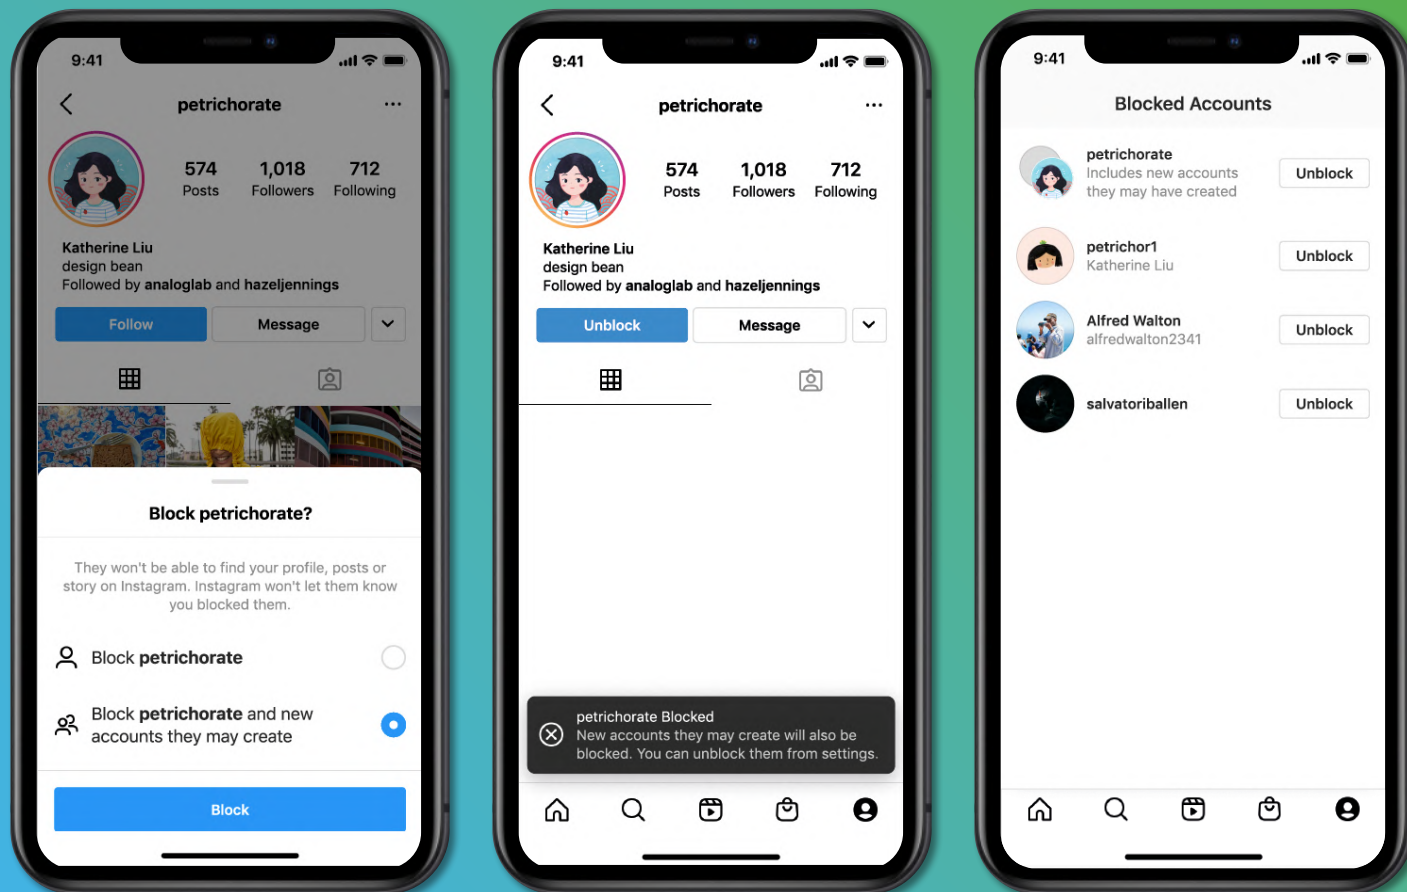 9:41
petrichorate
574 1,018 712
Posts Followers Following
Katherine Liu
design bean
Followed by analoglab and hazeljennings
Follow Message
Block petrichorate?
They won't be able to find your profile, posts or
story on Instagram. Instagram won't let them know
you blocked them.
Block petrichorate
Block petrichorate and new
accounts they may create
Block
9:41
petrichorate
574 1,018 712
Posts Followers Following
Katherine Liu
design bean
Followed by analoglab and hazeljennings
Unblock Message
petrichorate Blocked
New accounts they may create will also be
blocked. You can unblock them from settings.
9:41
Blocked Accounts
petrichorate
Includes new accounts
they may have created
Unblock
petrichor1
Katherine Liu
Unblock
Alfred Walton
alfredwalton2341
Unblock
salvatoriballen
Unblock